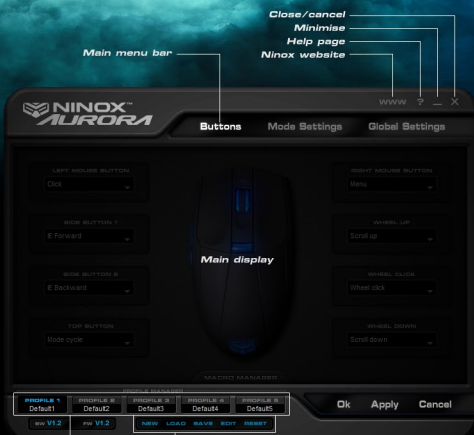 Close/cancel
Minimise
Help page
Main menu bar
Ninox website
www ? _ X
NINOX™
AURORA
Buttons Mode Settings Global Settings
LEFT MOUSE BUTTON
Click
RIGHT MOUSE BUTTON
Menu
SIDE BUTTON 1
IE Forward
WHEEL UP
Scroll up
Main display
SIDE BUTTON 2
IE Backward
WHEEL CLICK
Wheel click
TOP BUTTON
Mode cycle
WHEEL DOWN
Scroll down
MACRO MANAGER
PROFILE MANAGER
PROFILE 1 PROFILE 2 PROFILE 3 PROFILE 4 PROFILE 5
Default1 Default2 Default3 Default4 Default5
Ok Apply Cancel
SW V1.2 FW V1.2 NEW LOAD SAVE EDIT RESET